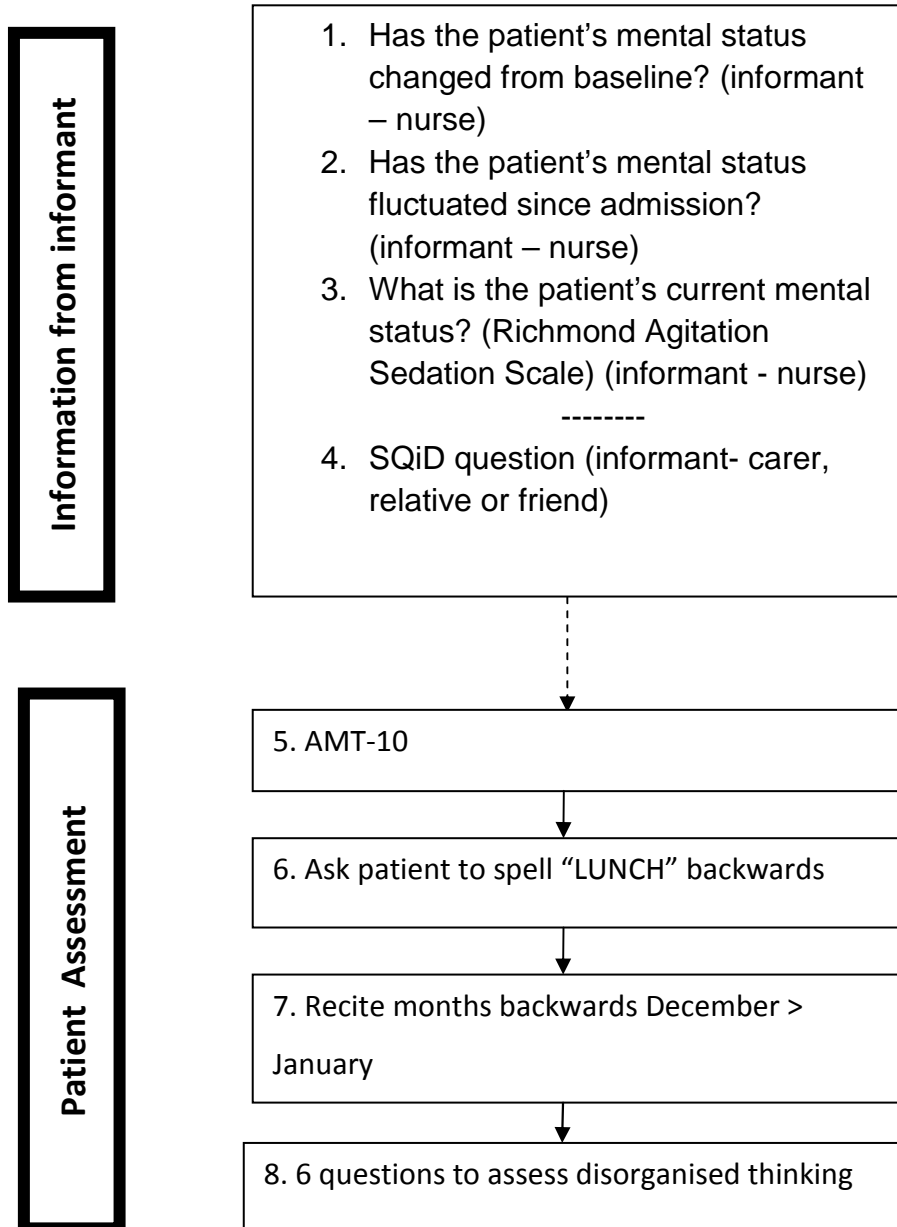 Information from informant
1. Has the patient’s mental status
changed from baseline? (informant
– nurse)
2. Has the patient’s mental status
fluctuated since admission?
(informant – nurse)
3. What is the patient’s current mental
status? (Richmond Agitation
Sedation Scale) (informant - nurse)
--------
4. SQiD question (informant- carer,
relative or friend)
Patient Assessment
5. AMT-10
6. Ask patient to spell “LUNCH” backwards
7. Recite months backwards December >
January
8. 6 questions to assess disorganised thinking